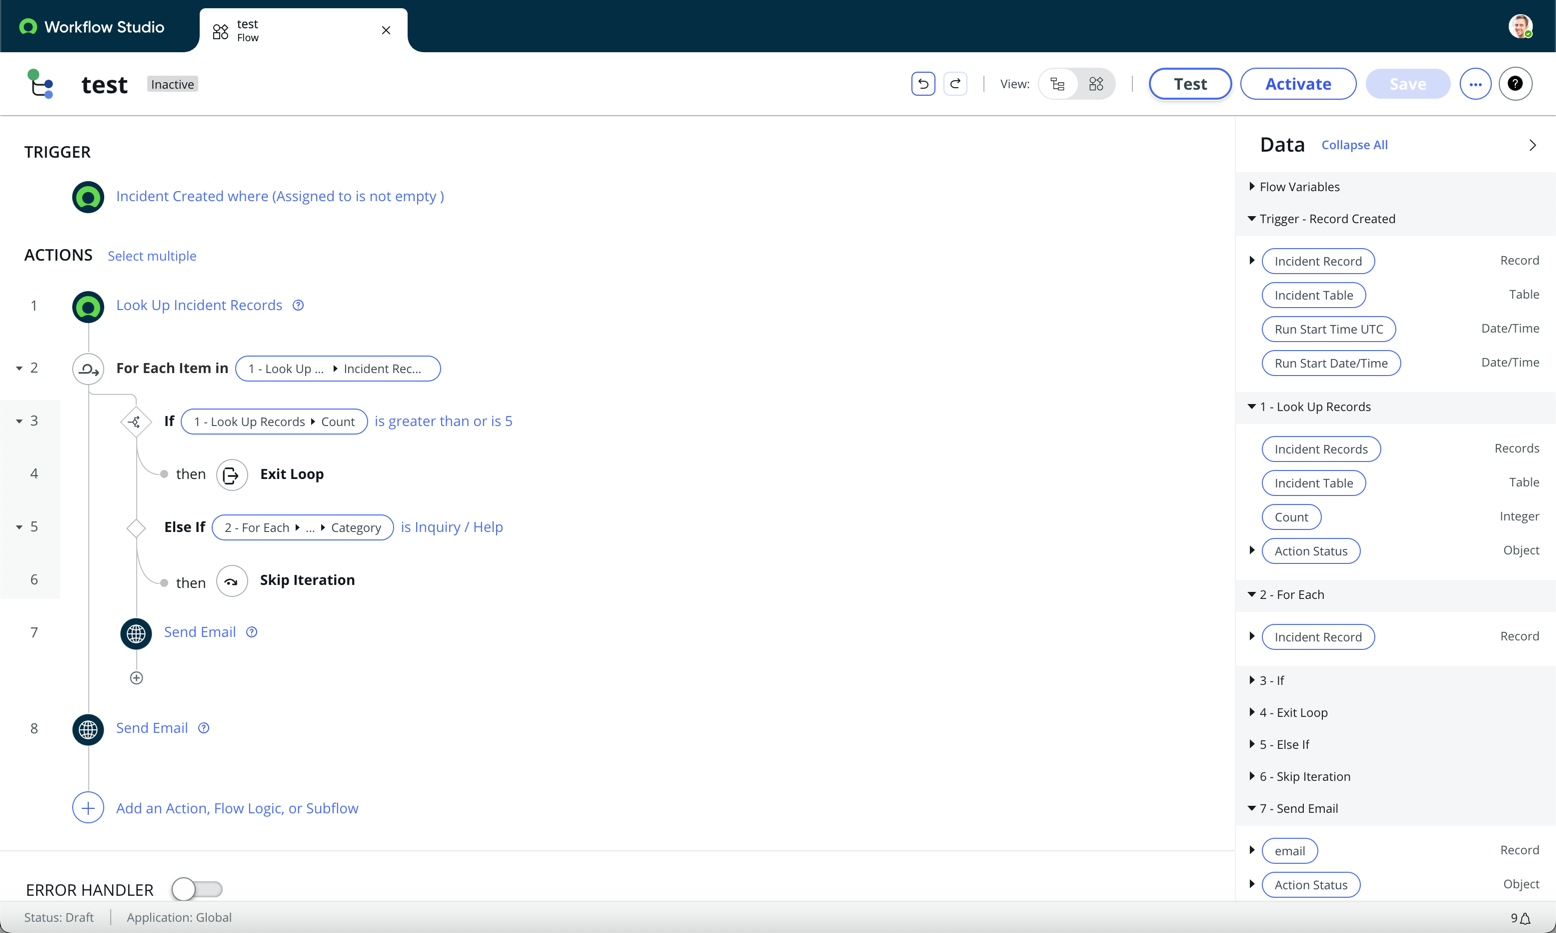 Workflow Studio
test
Flow
test
Inactive
View:
Test
Activate
Save
TRIGGER
Incident Created where (Assigned to is not empty )
ACTIONS
Select multiple
1
Look Up Incident Records
2
For Each Item in
1 - Look Up ...
Incident Rec...
3
If
1 - Look Up Records
Count
is greater than or is 5
4
then
Exit Loop
5
Else If
2 - For Each
...
Category
is Inquiry / Help
6
then
Skip Iteration
7
Send Email
8
Send Email
Add an Action, Flow Logic, or Subflow
ERROR HANDLER
Status: Draft
Application: Global
Data
Collapse All
Flow Variables
Trigger - Record Created
Incident Record
Record
Incident Table
Table
Run Start Time UTC
Date/Time
Run Start Date/Time
Date/Time
1 - Look Up Records
Incident Records
Records
Incident Table
Table
Count
Integer
Action Status
Object
2 - For Each
Incident Record
Record
3 - If
4 - Exit Loop
5 - Else If
6 - Skip Iteration
7 - Send Email
email
Record
Action Status
Object
9